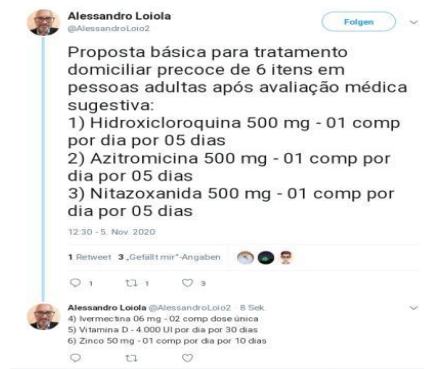 Alessandro Loiola
@AlessandroLoio2
Folgen
Proposta básica para tratamento
domiciliar precoce de 6 itens em
pessoas adultas após avaliação médica
sugestiva:
1) Hidroxicloroquina 500 mg - 01 comp
por dia por 05 dias
2) Azitromicina 500 mg - 01 comp por
dia por 05 dias
3) Nitazoxanida 500 mg - 01 comp por
dia por 05 dias
12:30 - 5. Nov. 2020
1 Retweet 3 „Gefällt mir“-Angaben
1 1 3
Alessandro Loiola @AlessandroLoio2 8 Sek.
4) Ivermectina 06 mg - 02 comp dose única
5) Vitamina D - 4.000 UI por dia por 30 dias
6) Zinco 50 mg - 01 comp por dia por 10 dias